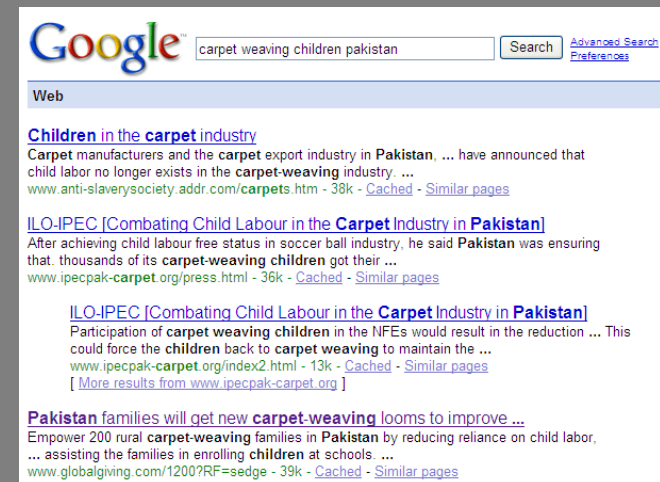 Google™ carpet weaving children pakistan Search Advanced Search
Preferences
Web
Children in the carpet industry
Carpet manufacturers and the carpet export industry in Pakistan, ... have announced that
child labor no longer exists in the carpet-weaving industry. ...
www.anti-slaverysociety.addr.com/carpets.htm - 38k - Cached - Similar pages
ILO-IPEC [Combating Child Labour in the Carpet Industry in Pakistan]
After achieving child labour free status in soccer ball industry, he said Pakistan was ensuring
that. thousands of its carpet-weaving children got their ...
www.ipecpak-carpet.org/press.html - 36k - Cached - Similar pages
ILO-IPEC [Combating Child Labour in the Carpet Industry in Pakistan]
Participation of carpet weaving children in the NFEs would result in the reduction ... This
could force the children back to carpet weaving to maintain the ...
www.ipecpak-carpet.org/index2.html - 13k - Cached - Similar pages
[ More results from www.ipecpak-carpet.org ]
Pakistan families will get new carpet-weaving looms to improve ...
Empower 200 rural carpet-weaving families in Pakistan by reducing reliance on child labor,
... assisting the families in enrolling children at schools. ...
www.globalgiving.com/1200?RF=sedge - 39k - Cached - Similar pages